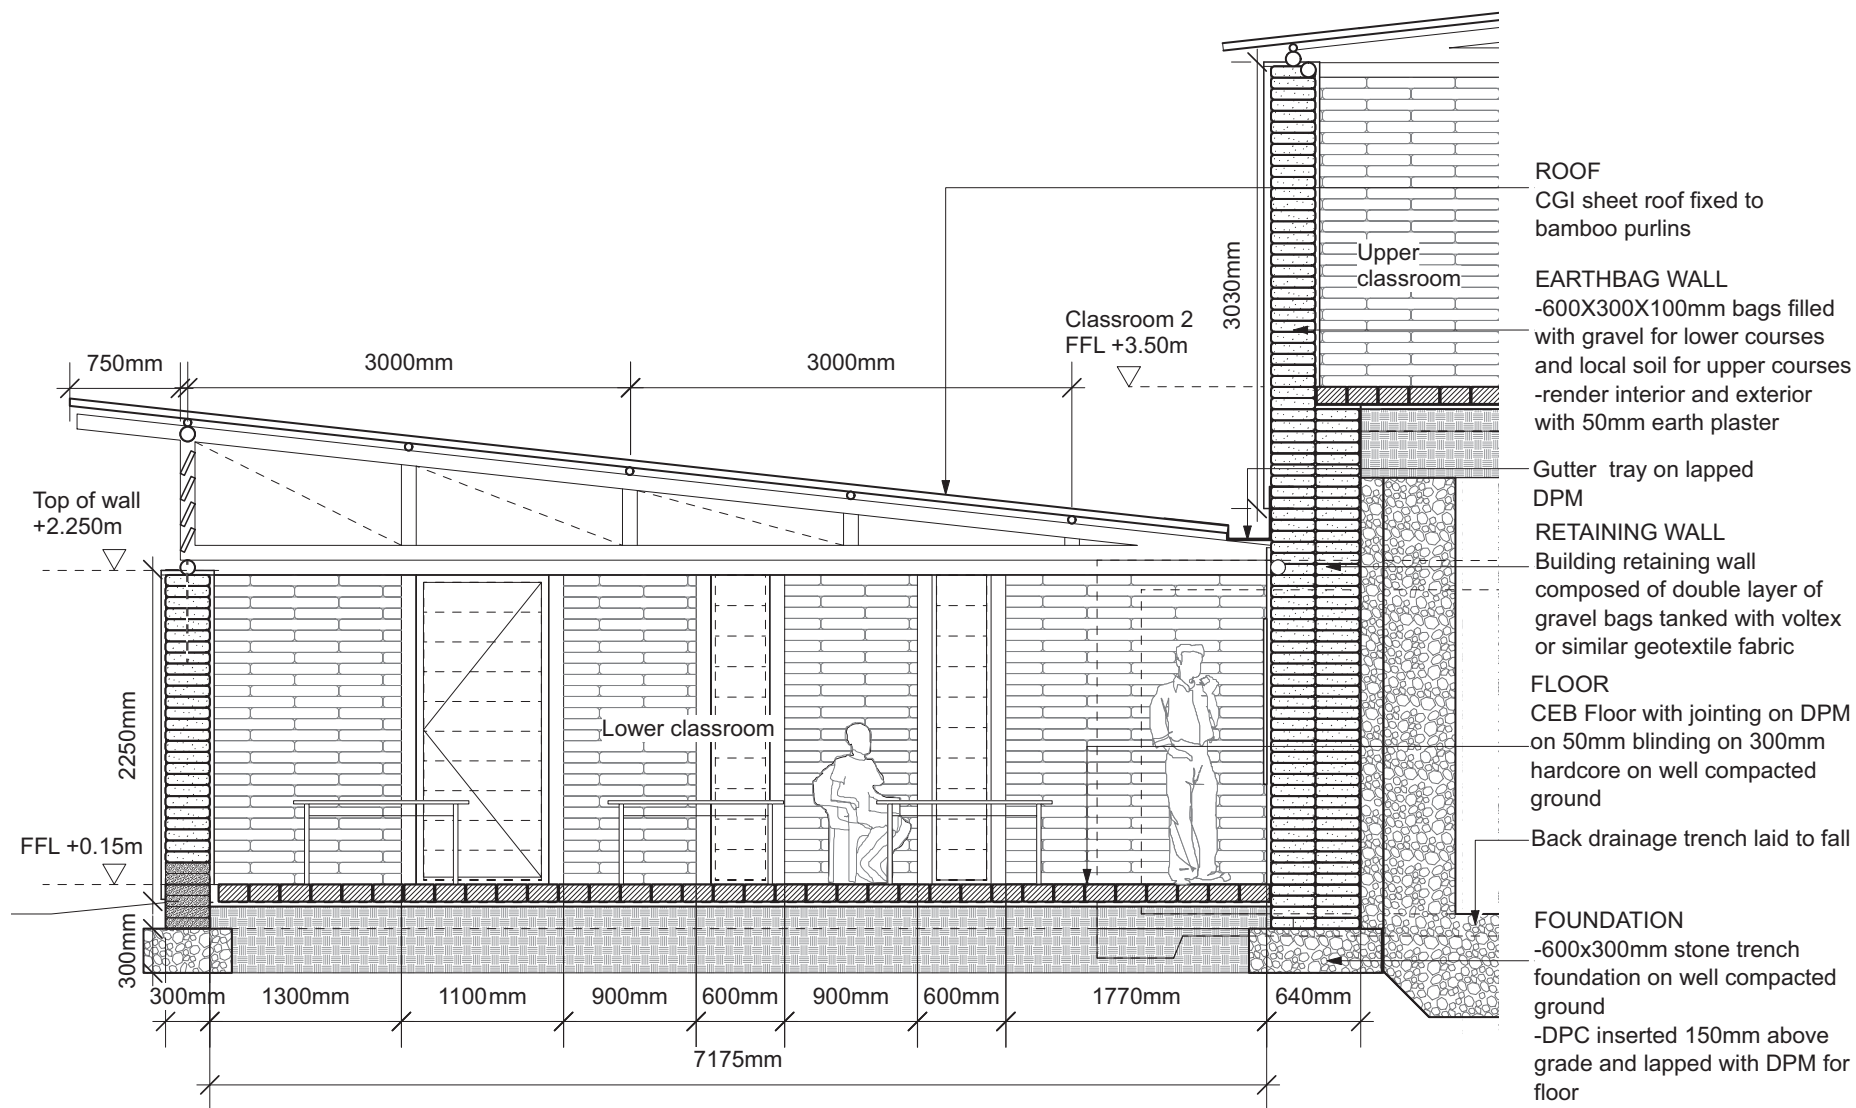 ROOF
CGI sheet roof fixed to
bamboo purlins
Upper
classroom
EARTHBAG WALL
-600X300X100mm bags filled
with gravel for lower courses
and local soil for upper courses
-render interior and exterior
with 50mm earth plaster
3030mm
Classroom 2
FFL +3.50m
750mm
3000mm
3000mm
Gutter tray on lapped
DPM
Top of wall
+2.250m
RETAINING WALL
Building retaining wall
composed of double layer of
gravel bags tanked with voltex
or similar geotextile fabric
FLOOR
CEB Floor with jointing on DPM
on 50mm blinding on 300mm
hardcore on well compacted
ground
Lower classroom
2250mm
FFL +0.15m
Back drainage trench laid to fall
FOUNDATION
-600x300mm stone trench
foundation on well compacted
ground
-DPC inserted 150mm above
grade and lapped with DPM for
floor
300mm
300mm
1300mm
1100mm
900mm
600mm
900mm
600mm
1770mm
640mm
7175mm